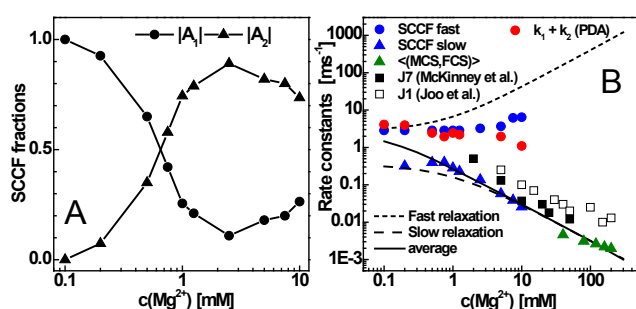 |A₁| |A₂|
1.0
0.5
0.0
SCCF fractions
A
0.1 1 10
c(Mg²⁺) [mM]
SCCF fast
k₁ + k₂ (PDA)
SCCF slow
<(MCS,FCS)>
J7 (McKinney et al.)
J1 (Joo et al.)
B
1000
100
10
1
0.1
0.01
1E-3
Rate constants [ms⁻¹]
Fast relaxation
Slow relaxation
average
0.1 1 10 100
c(Mg²⁺) [mM]